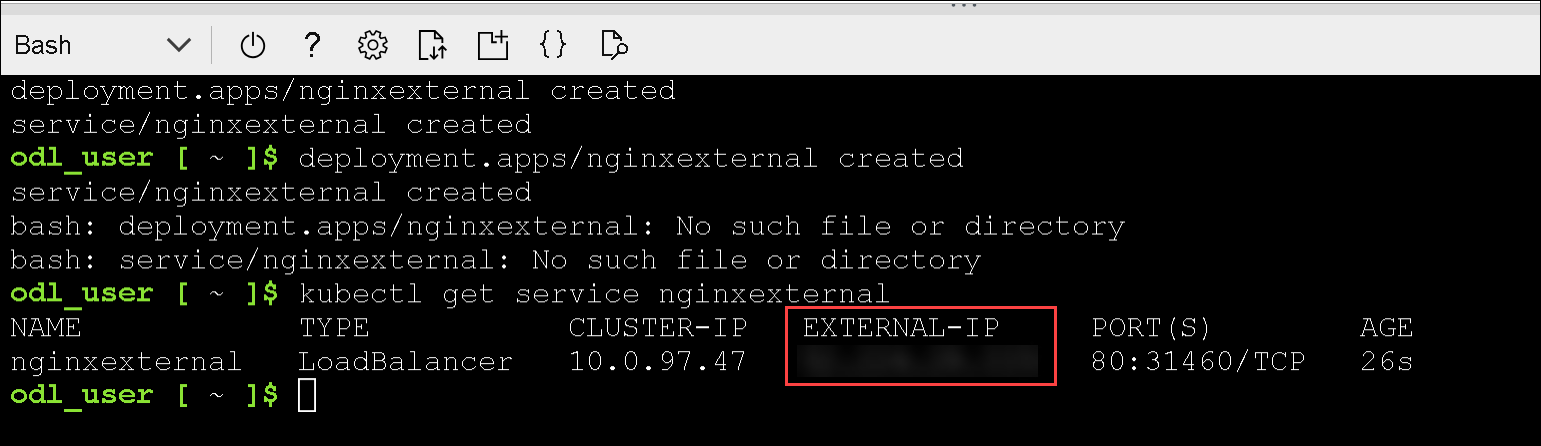 Bash
deployment.apps/nginxexternal created
service/nginxexternal created
odl_user [ ~ ]$ deployment.apps/nginxexternal created
service/nginxexternal created
bash: deployment.apps/nginxexternal: No such file or directory
bash: service/nginxexternal: No such file or directory
odl_user [ ~ ]$ kubectl get service nginxexternal
NAME TYPE CLUSTER-IP EXTERNAL-IP PORT(S) AGE
nginxexternal LoadBalancer 10.0.97.47 80:31460/TCP 26s
odl_user [ ~ ]$